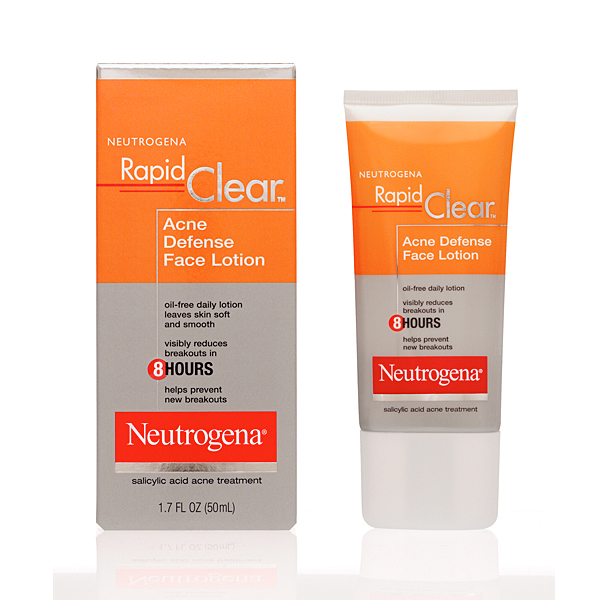 NEUTROGENA
Rapid Clear™
Acne
Defense
Face Lotion
oil-free daily lotion
leaves skin soft
and smooth
visibly reduces
breakouts in
8 HOURS
helps prevent
new breakouts
Neutrogena®
salicylic acid acne treatment
1.7 FL OZ (50mL)
NEUTROGENA
Rapid Clear™
Acne Defense
Face Lotion
oil-free daily lotion
visibly reduces
breakouts in
8 HOURS
helps prevent
new breakouts
Neutrogena®
salicylic acid acne treatment